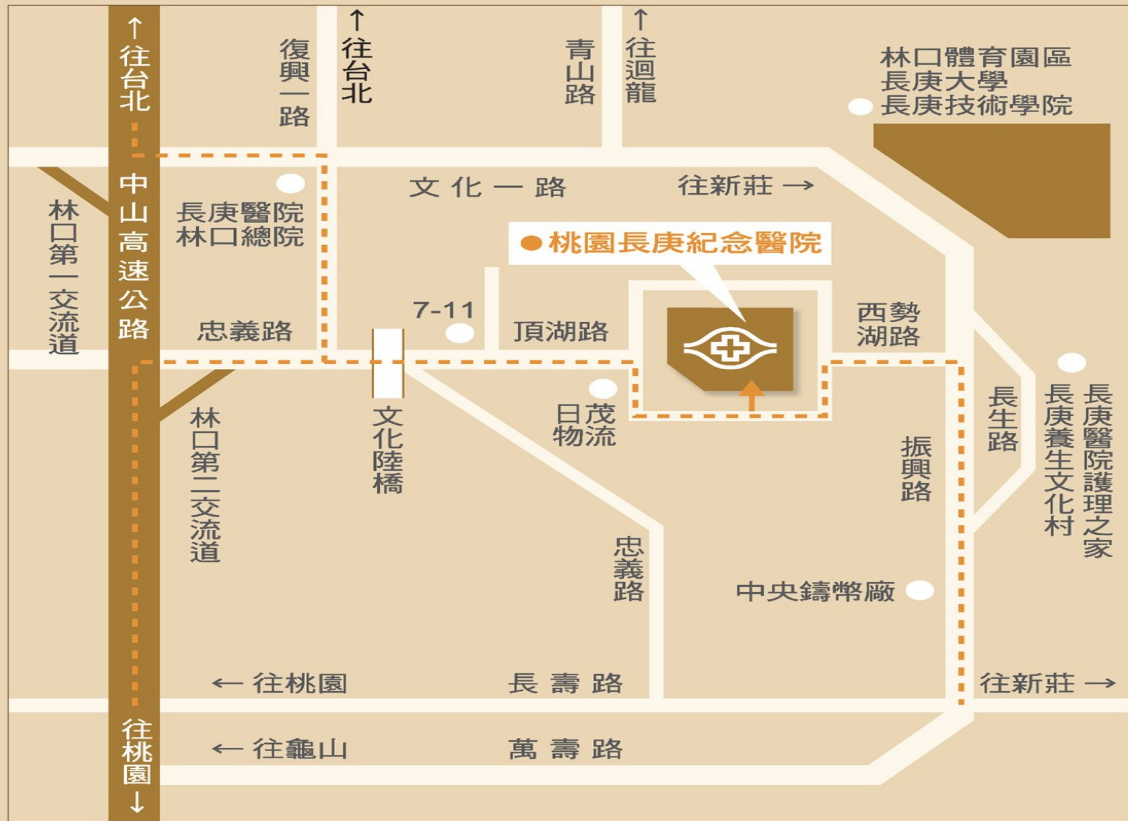 ↑往台北
復興一路
↑往台北
青山路
↑往迴龍
林口體育園區
長庚大學
長庚技術學院
中山高速公路
文化一路
往新莊→
長庚醫院
林口總院
林口第一交流道
桃園長庚紀念醫院
7-11
忠義路
頂湖路
西勢
湖路
茂流
日物
文化陸橋
林口第二交流道
振興路
長生路
長庚醫院護理之家
長庚養生文化村
忠義路
中央鑄幣廠
←往桃園
長壽路
往新莊→
往桃園↓
←往龜山
萬壽路